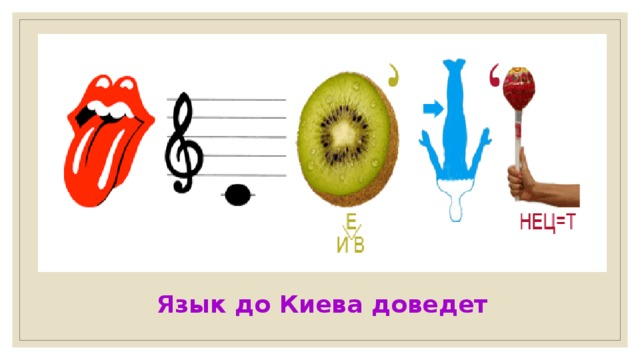 ’ ‘
Е
И В
НЕЦ=Т
Язык до Киева доведет